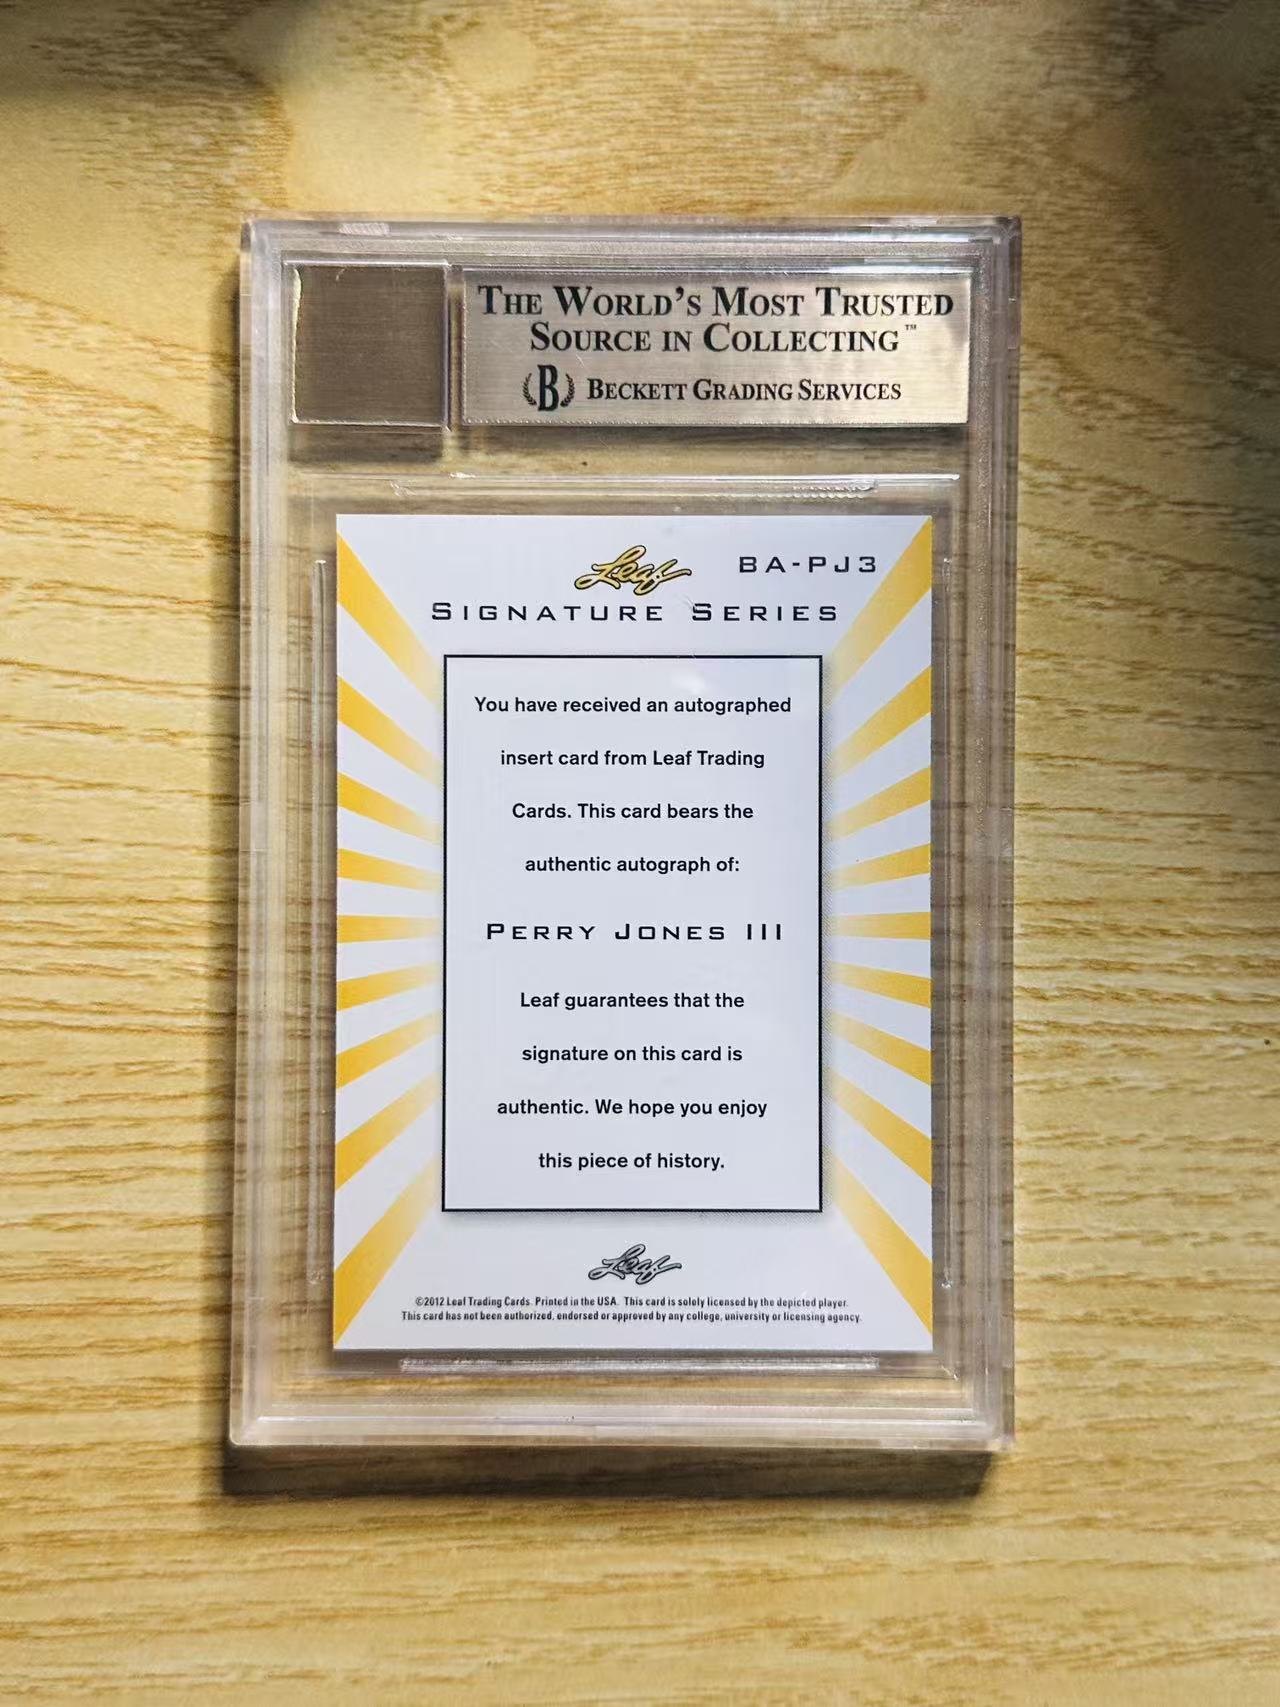 THE WORLD'S MOST TRUSTED
SOURCE IN COLLECTING™
B BECKETT GRADING SERVICES
Leaf BA-PJ3
SIGNATURE SERIES
You have received an autographed
insert card from Leaf Trading
Cards. This card bears the
authentic autograph of:
PERRY JONES III
Leaf guarantees that the
signature on this card is
authentic. We hope you enjoy
this piece of history.
Leaf
©2012 Leaf Trading Cards. Printed in the USA. This card is solely licensed by the depicted player.
This card has not been authorized, endorsed or approved by any college, university or licensing agency.